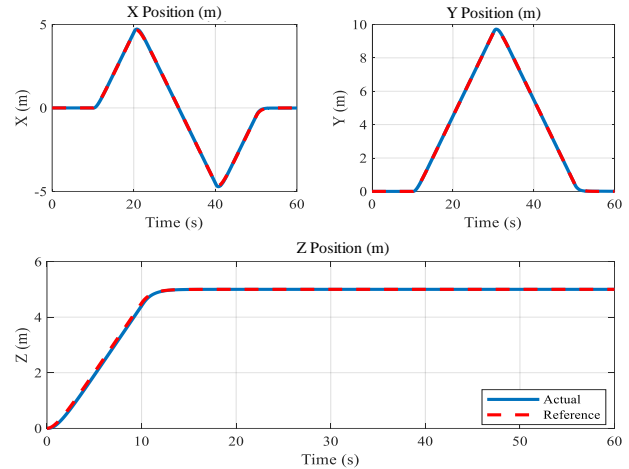 X Position (m)
5
0
-5
X (m)
0 20 40 60
Time (s)
Y Position (m)
10
8
6
4
2
0
Y (m)
0 20 40 60
Time (s)
Z Position (m)
6
4
2
0
Z (m)
0 10 20 30 40 50 60
Time (s)
Actual
Reference